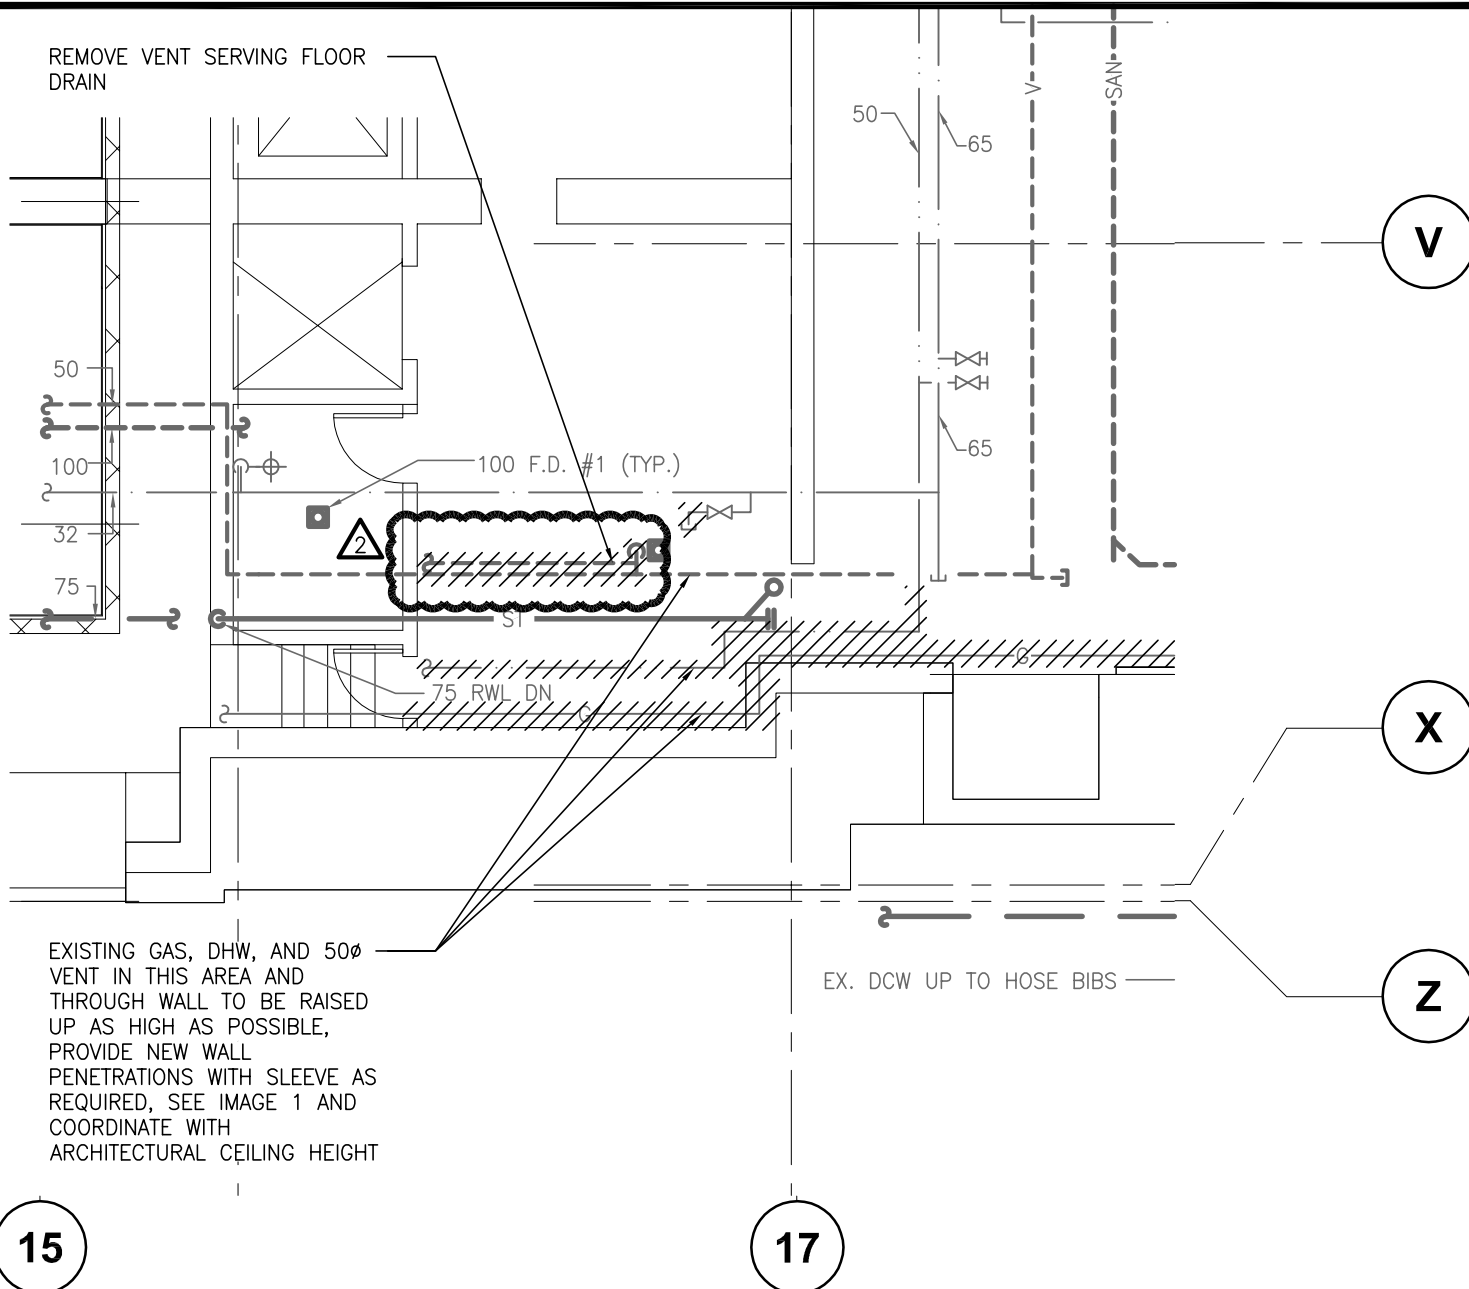 REMOVE VENT SERVING FLOOR
DRAIN
50
65
V
SAN
V
50
100
32
75
100 F.D. #1 (TYP.)
65
2
ST
G
75 RWL DN
G
X
EXISTING GAS, DHW, AND 50ø
VENT IN THIS AREA AND
THROUGH WALL TO BE RAISED
UP AS HIGH AS POSSIBLE,
PROVIDE NEW WALL
PENETRATIONS WITH SLEEVE AS
REQUIRED, SEE IMAGE 1 AND
COORDINATE WITH
ARCHITECTURAL CEILING HEIGHT
EX. DCW UP TO HOSE BIBS
Z
15
17